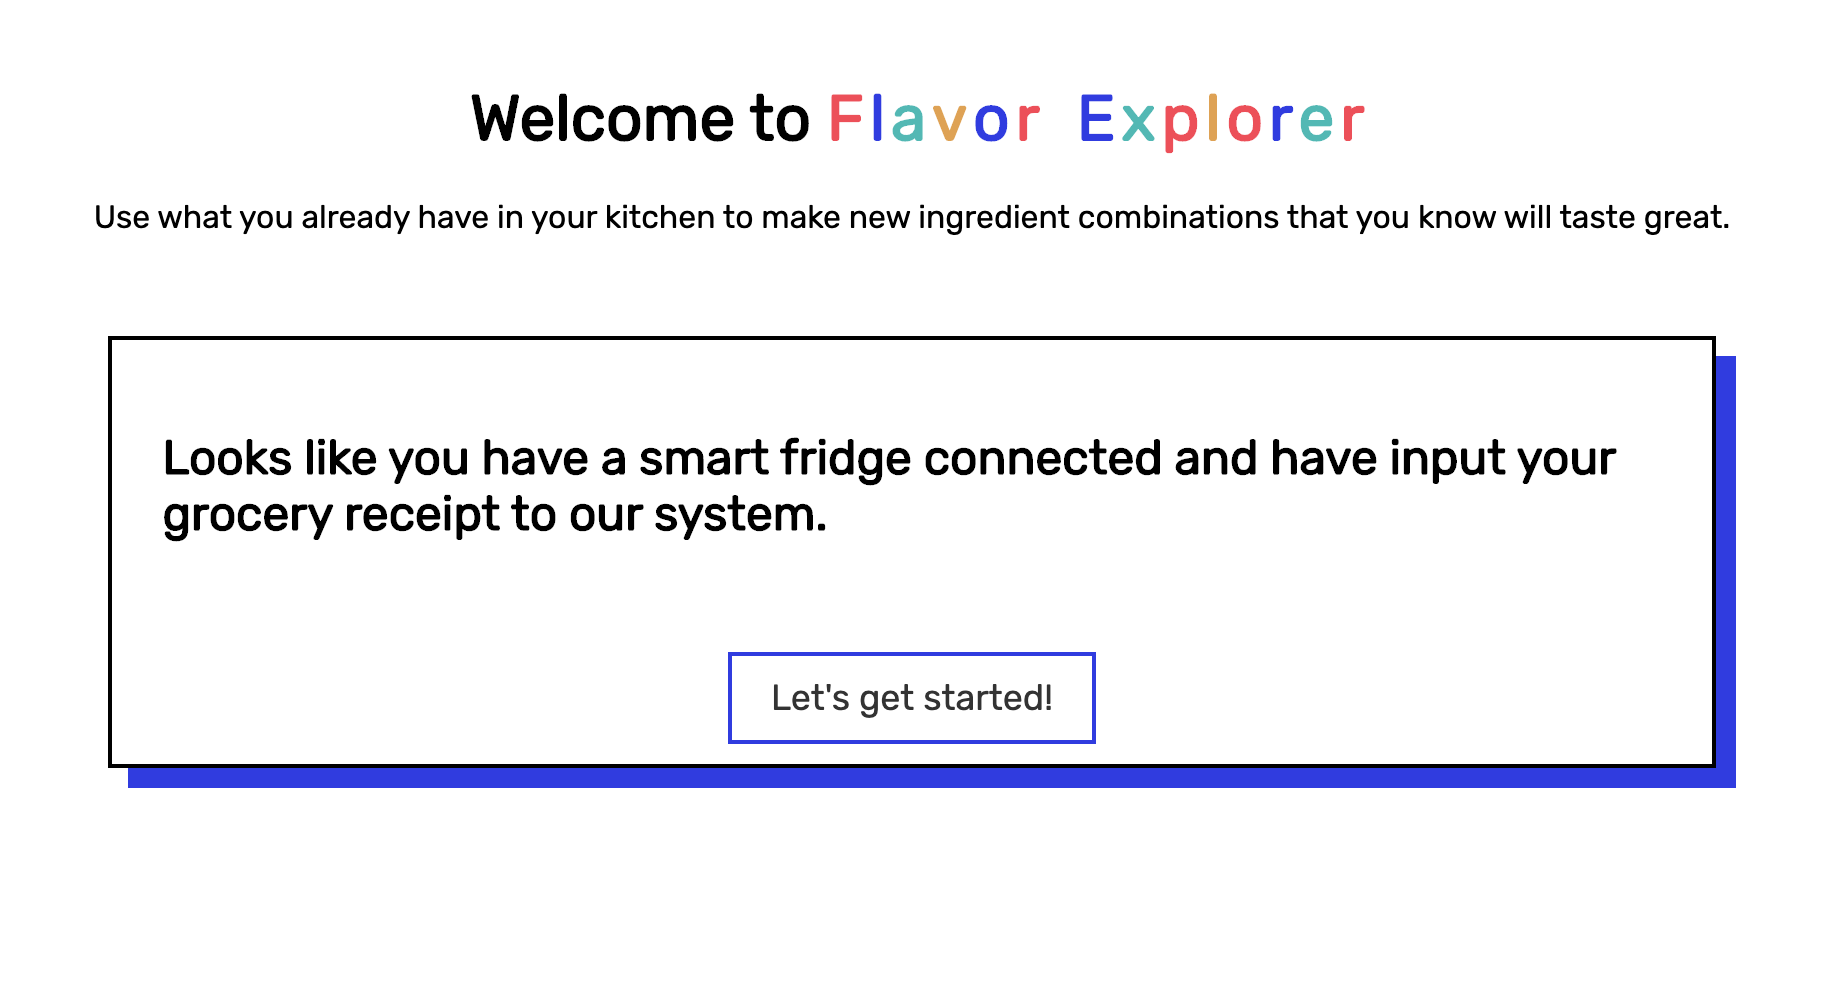 Welcome to Flavor Explorer
Use what you already have in your kitchen to make new ingredient combinations that you know will taste great.
Looks like you have a smart fridge connected and have input your
grocery receipt to our system.
Let's get started!